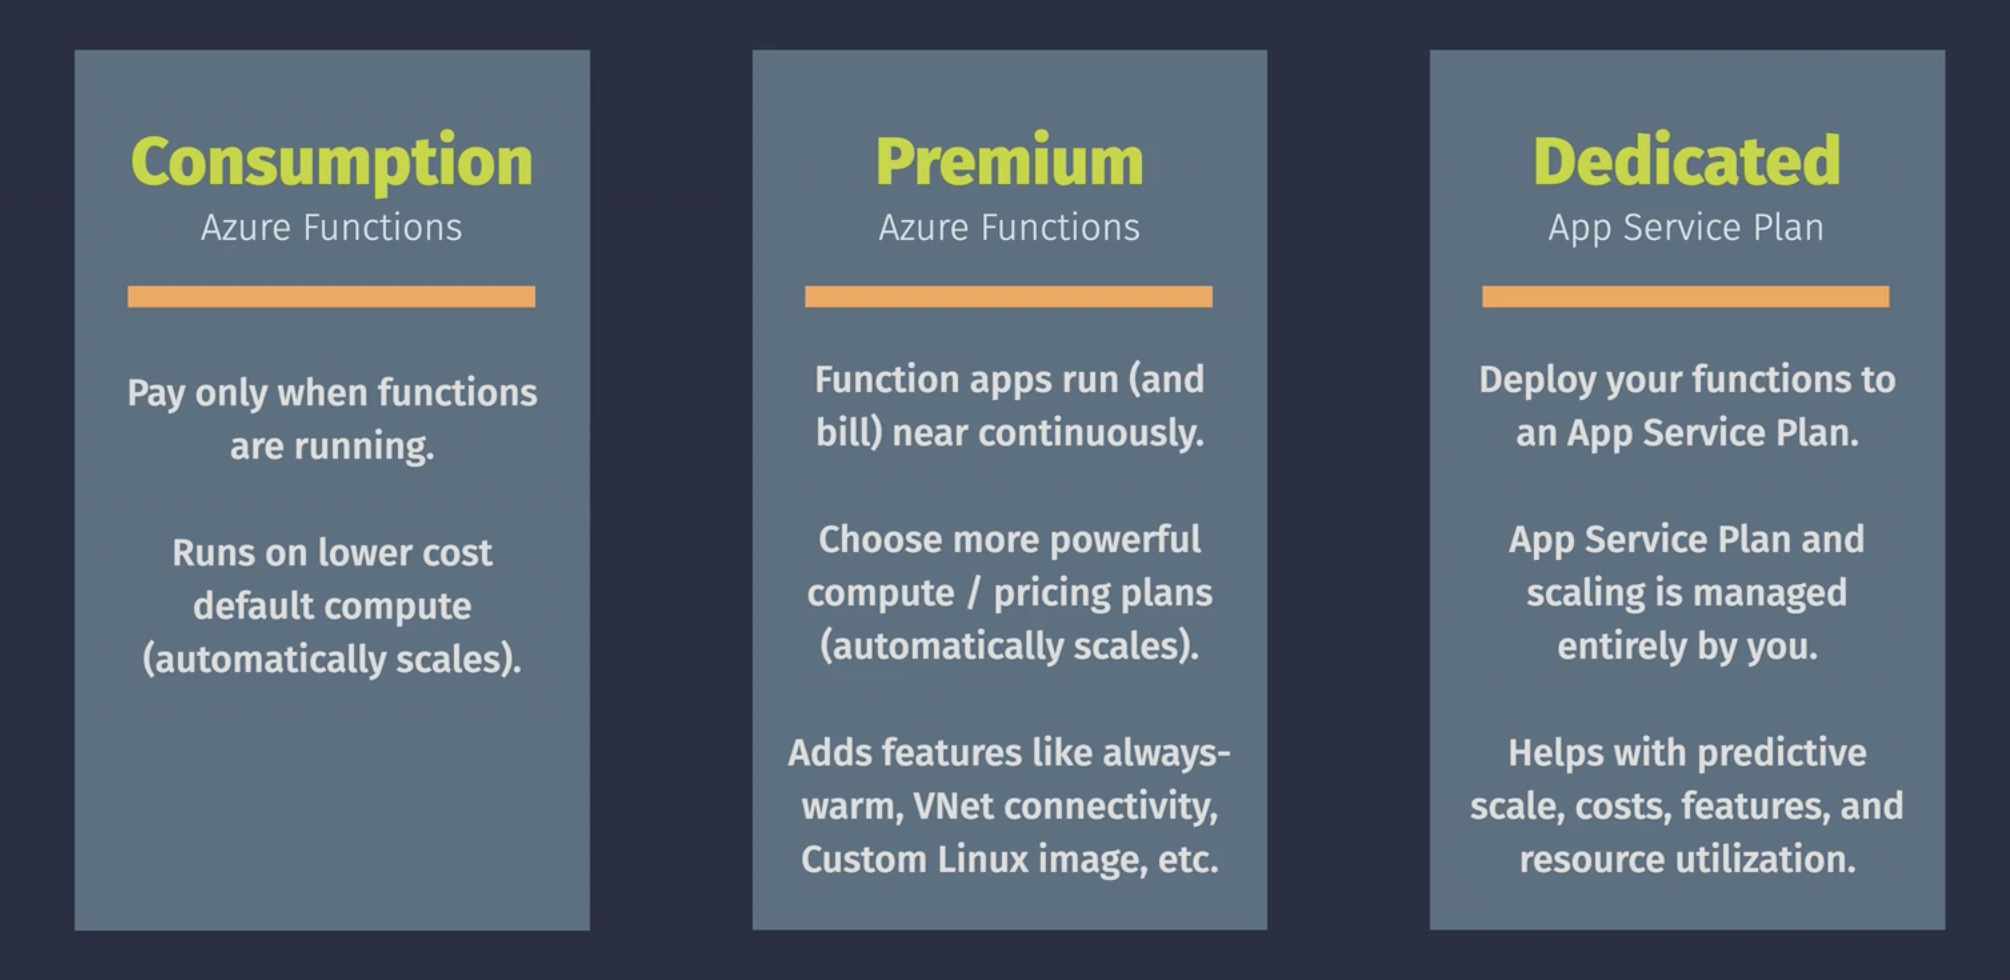 Consumption
Azure Functions
Pay only when functions
are running.
Runs on lower cost
default compute
(automatically scales).
Premium
Azure Functions
Function apps run (and
bill) near continuously.
Choose more powerful
compute / pricing plans
(automatically scales).
Adds features like always-
warm, VNet connectivity,
Custom Linux image, etc.
Dedicated
App Service Plan
Deploy your functions to
an App Service Plan.
App Service Plan and
scaling is managed
entirely by you.
Helps with predictive
scale, costs, features, and
resource utilization.